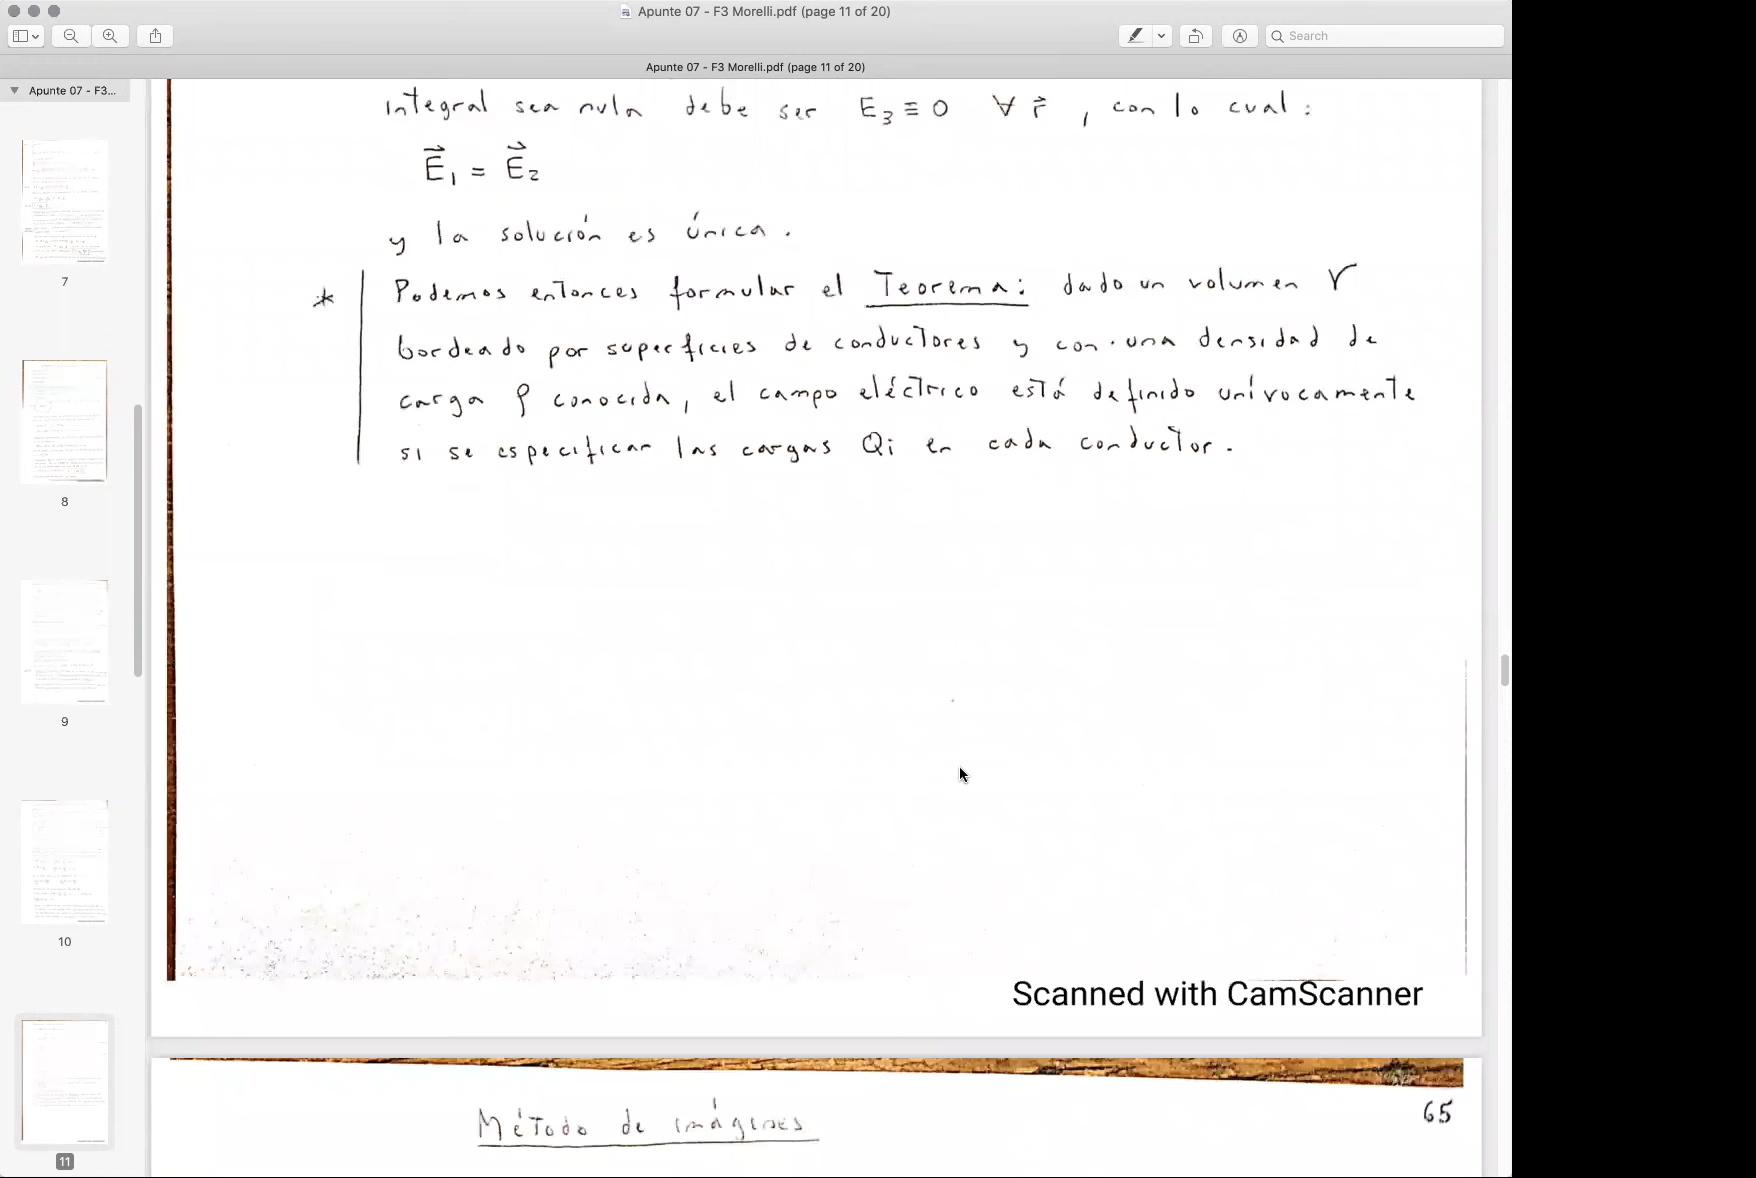 Apunte 07 - F3 Morelli.pdf (page 11 of 20)
Search
Apunte 07 - F3 Morelli.pdf (page 11 of 20)
Apunte 07 - F3...
7
8
9
10
11
integral sea nula debe ser E₃ ≡ 0 ∀ r⃗ , con lo cual :
E⃗₁ = E⃗₂
y la solución es única .
* Podemos entonces formular el Teorema: dado un volumen V
bordeado por superficies de conductores y con una densidad de
carga ρ conocida, el campo eléctrico está definido unívocamente
si se especifican las cargas Qi en cada conductor .
Scanned with CamScanner
65
Método de imágenes